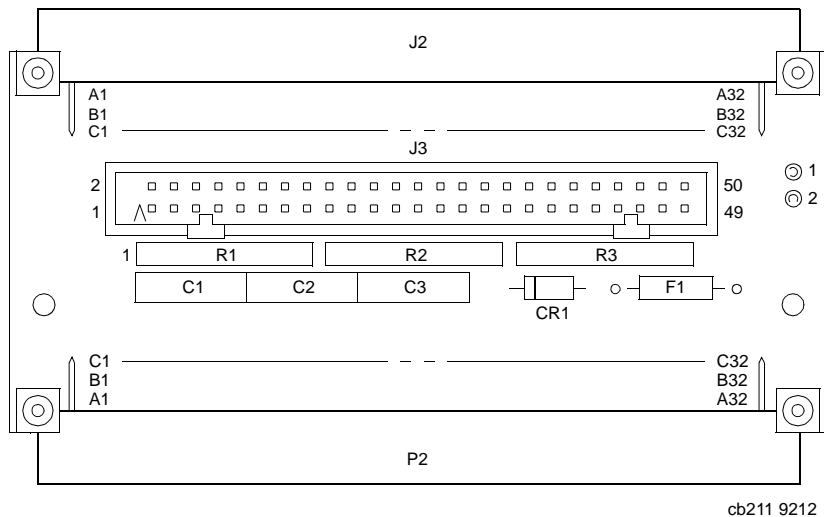 J2
A1 A32
B1 B32
C1 C32
J3
2 50 1
1 49 2
1 R1 R2 R3
C1 C2 C3 F1
CR1
C1 C32
B1 B32
A1 A32
P2
cb211 9212